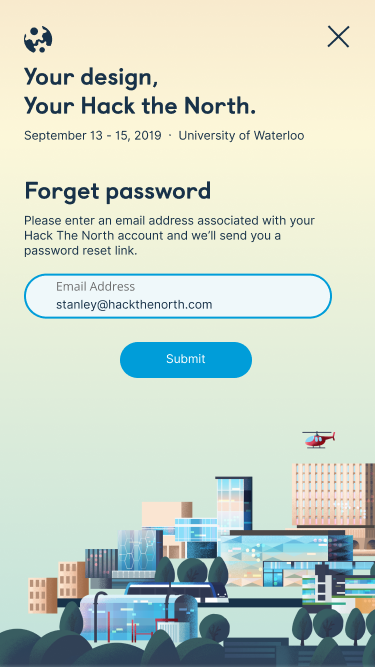 Your design,
Your Hack the North.
September 13 - 15, 2019 · University of Waterloo
Forget password
Please enter an email address associated with your
Hack The North account and we’ll send you a
password reset link.
Email Address
stanley@hackthenorth.com
Submit